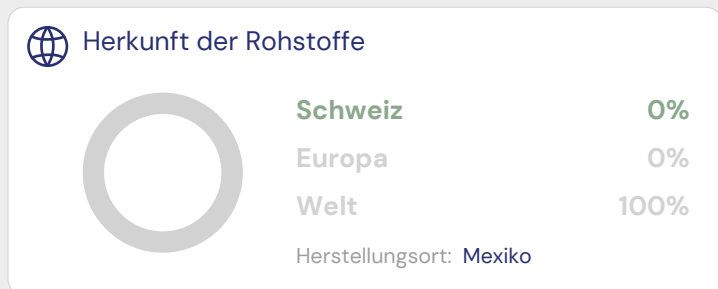 Herkunft der Rohstoffe
Schweiz 0%
Europa 0%
Welt 100%
Herstellungsort: Mexiko